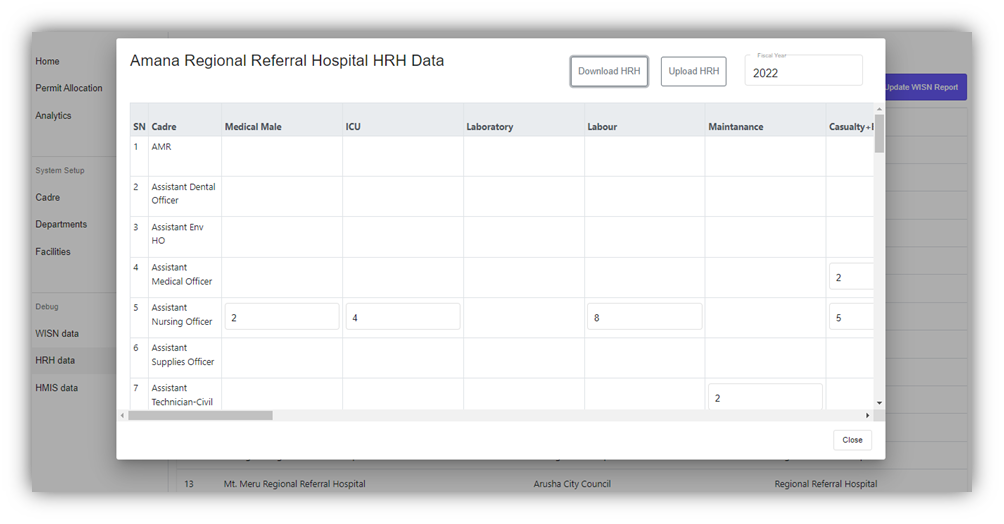 Home
Permit Allocation
Analytics
System Setup
Cadre
Departments
Facilities
Debug
WISN data
HRH data
HMIS data
Amana Regional Referral Hospital HRH Data
Download HRH
Upload HRH
Fiscal Year
2022
Update WISN Report
SN Cadre Medical Male ICU Laboratory Labour Maintanance Casualty+
1 AMR
2 Assistant Dental
Officer
3 Assistant Env
HO
4 Assistant
Medical Officer 2
5 Assistant
Nursing Officer 2 4 8 5
6 Assistant
Supplies Officer
7 Assistant
Technician-Civil 2
Close
13 Mt. Meru Regional Referral Hospital Arusha City Council Regional Referral Hospital